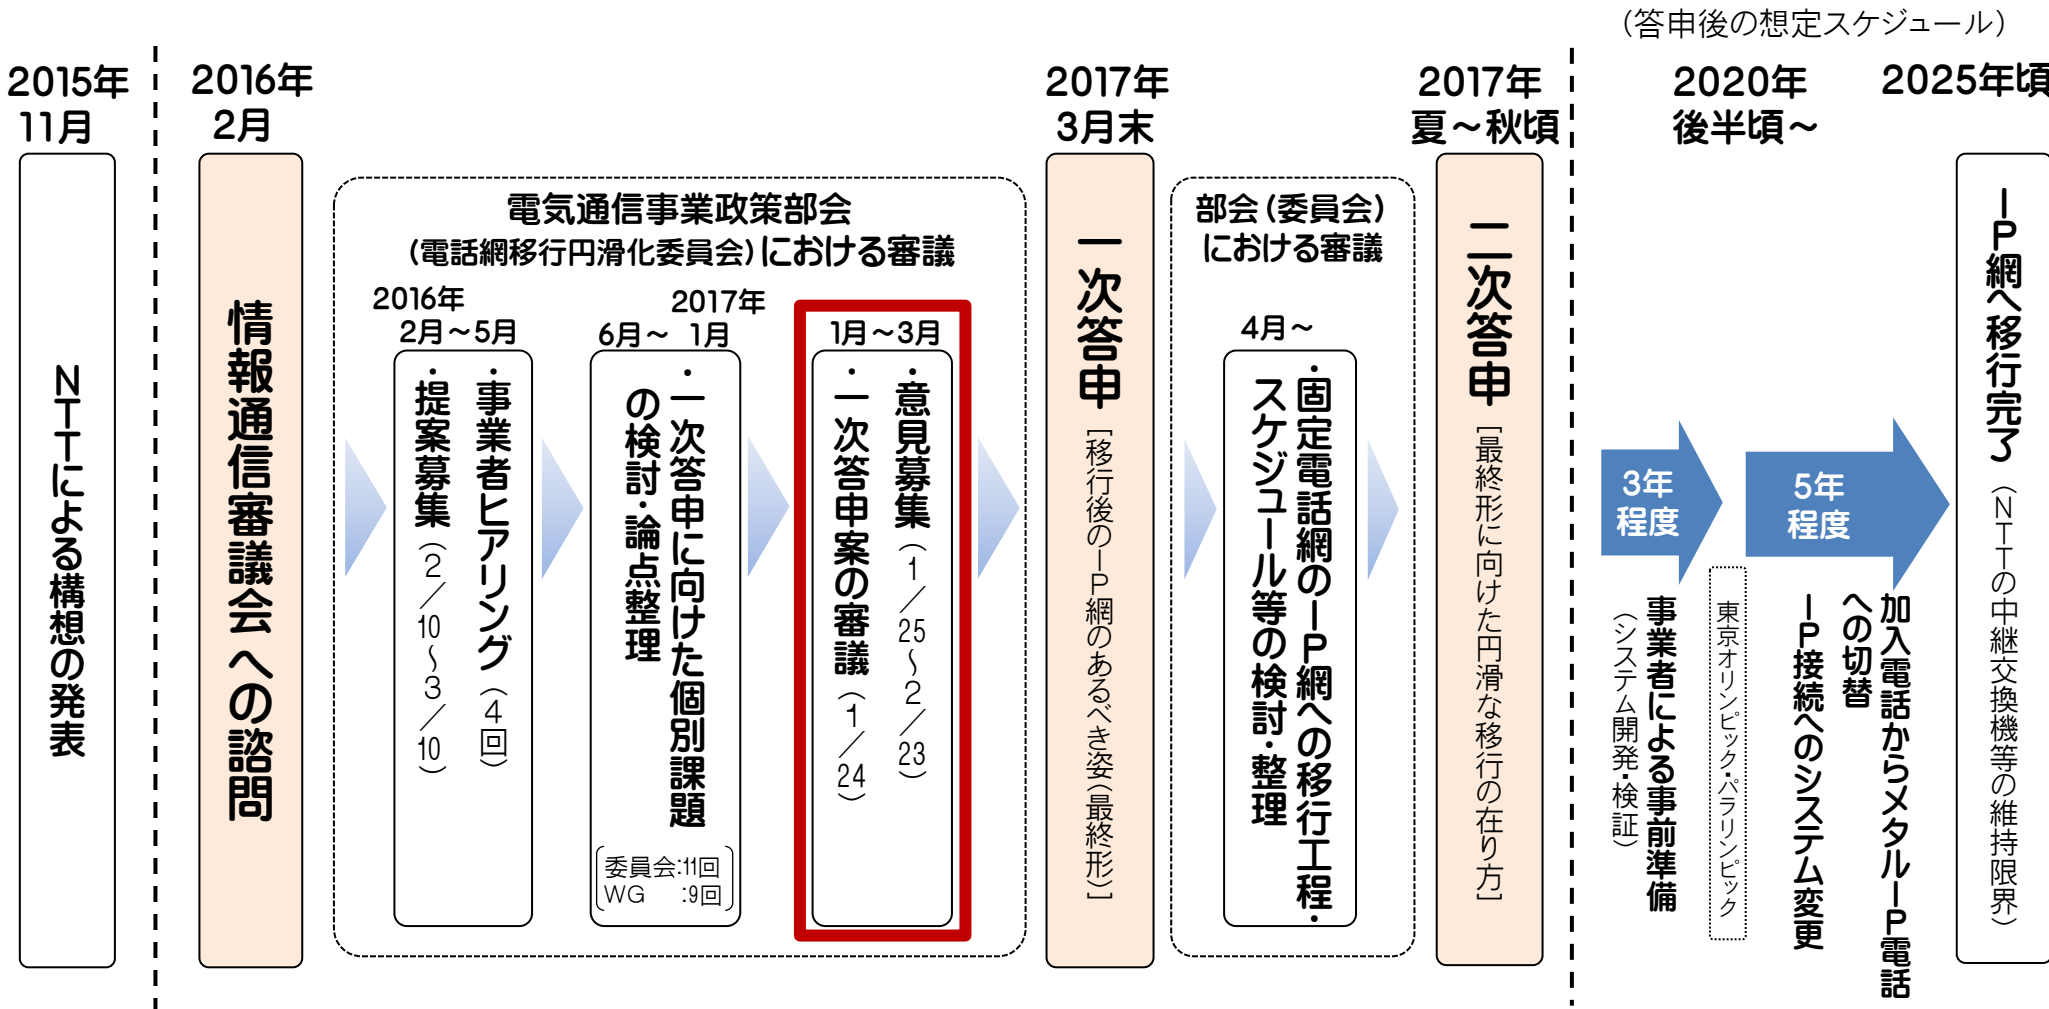 (答申後の想定スケジュール)
2015年
11月
NTTによる構想の発表
2016年
2月
情報通信審議会への諮問
電気通信事業政策部会
(電話網移行円滑化委員会)における審議
2016年
2月～5月
・事業者ヒアリング(4回)
・提案募集(2／10～3／10)
2017年
6月～ 1月
・一次答申に向けた個別課題
の検討・論点整理
委員会:11回
WG :9回
1月～3月
・意見募集(1／25～2／23)
・一次答申案の審議(1／24)
2017年
3月末
一次答申[移行後のIP網のあるべき姿(最終形)]
部会(委員会)
における審議
4月～
・固定電話網のIP網への移行工程・
スケジュール等の検討・整理
2017年
夏～秋頃
二次答申[最終形に向けた円滑な移行の在り方]
2020年
後半頃～
3年
程度
事業者による事前準備
(システム開発・検証)
東京オリンピック・パラリンピック
5年
程度
加入電話からメタルIP電話
への切替
IP接続へのシステム変更
2025年頃
IP網へ移行完了(NTTの中継交換機等の維持限界)